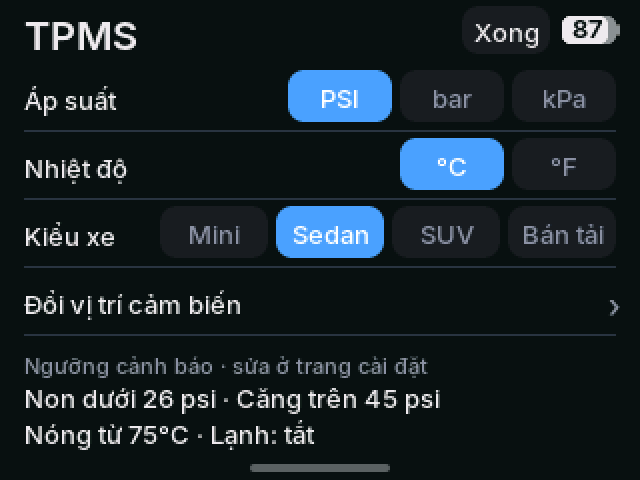 TPMS
Xong
87
Áp suất
PSI
bar
kPa
Nhiệt độ
°C
°F
Kiểu xe
Mini
Sedan
SUV
Bán tải
Đổi vị trí cảm biến
Ngưỡng cảnh báo · sửa ở trang cài đặt
Non dưới 26 psi · Căng trên 45 psi
Nóng từ 75°C · Lạnh: tắt